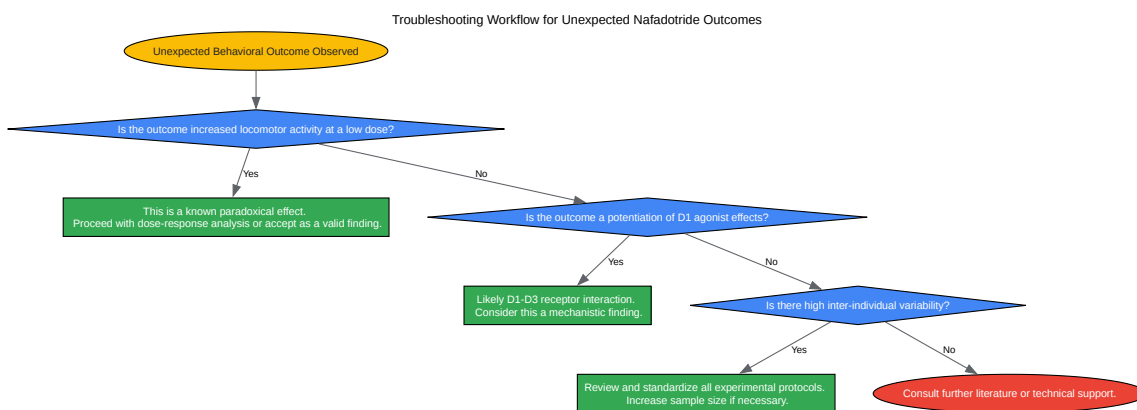 Troubleshooting Workflow for Unexpected Nafadotride Outcomes
Unexpected Behavioral Outcome Observed
Is the outcome increased locomotor activity at a low dose?
Yes
No
This is a known paradoxical effect.
Proceed with dose-response analysis or accept as a valid finding.
Is the outcome a potentiation of D1 agonist effects?
Yes
No
Likely D1-D3 receptor interaction.
Consider this a mechanistic finding.
Is there high inter-individual variability?
Yes
No
Review and standardize all experimental protocols.
Increase sample size if necessary.
Consult further literature or technical support.